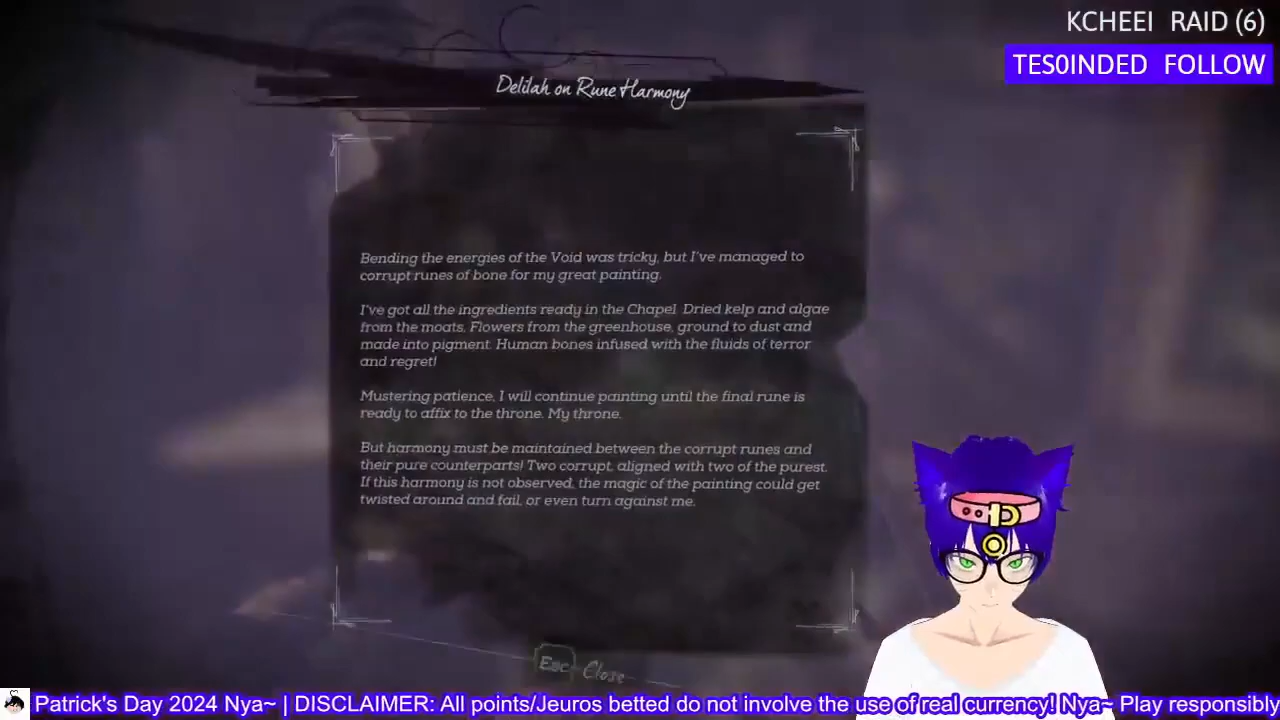 KCHEEI RAID (6)
TES0INDED FOLLOW
Delilah on Rune Harmony
Bending the energies of the Void was tricky, but I've managed to
corrupt runes of bone for my great painting.
I've got all the ingredients ready in the Chapel. Dried kelp and algae
from the moats. Flowers from the greenhouse, ground to dust and
made into pigment. Human bones infused with the fluids of terror
and regret!
Mustering patience, I will continue painting until the final rune is
ready to affix to the throne. My throne.
But harmony must be maintained between the corrupt runes and
their pure counterparts! Two corrupt, aligned with two of the purest.
If this harmony is not observed, the magic of the painting could get
twisted around and fail, or even turn against me.
Esc Close
Patrick's Day 2024 Nya~ | DISCLAIMER: All points/Jeuros betted do not involve the use of real currency! Nya~ Play responsibly